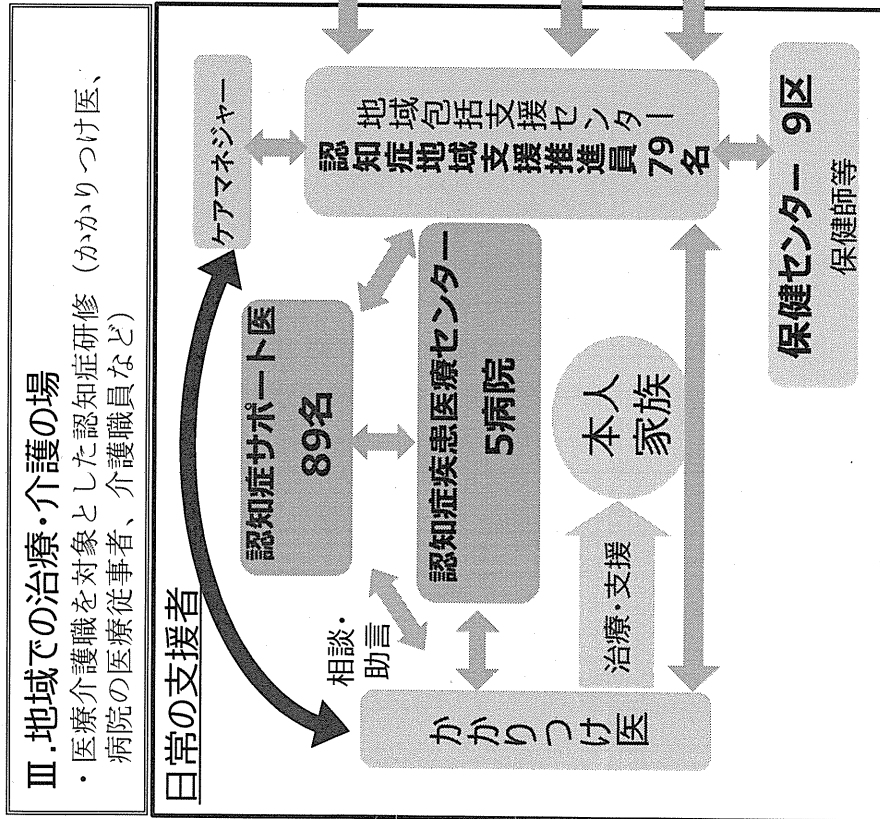 Ⅲ.地域での治療・介護の場
・医療介護職を対象とした認知症研修（かかりつけ医、
病院の医療従事者、介護職員など）
日常の支援者
ケアマネジャー
認知症サポート医
89名
相談・
助言
認知症疾患医療センター
5病院
地域包括支援センター
認知症地域支援推進員79名
かかりつけ医
治療・支援
本人
家族
保健センター 9区
保健師等